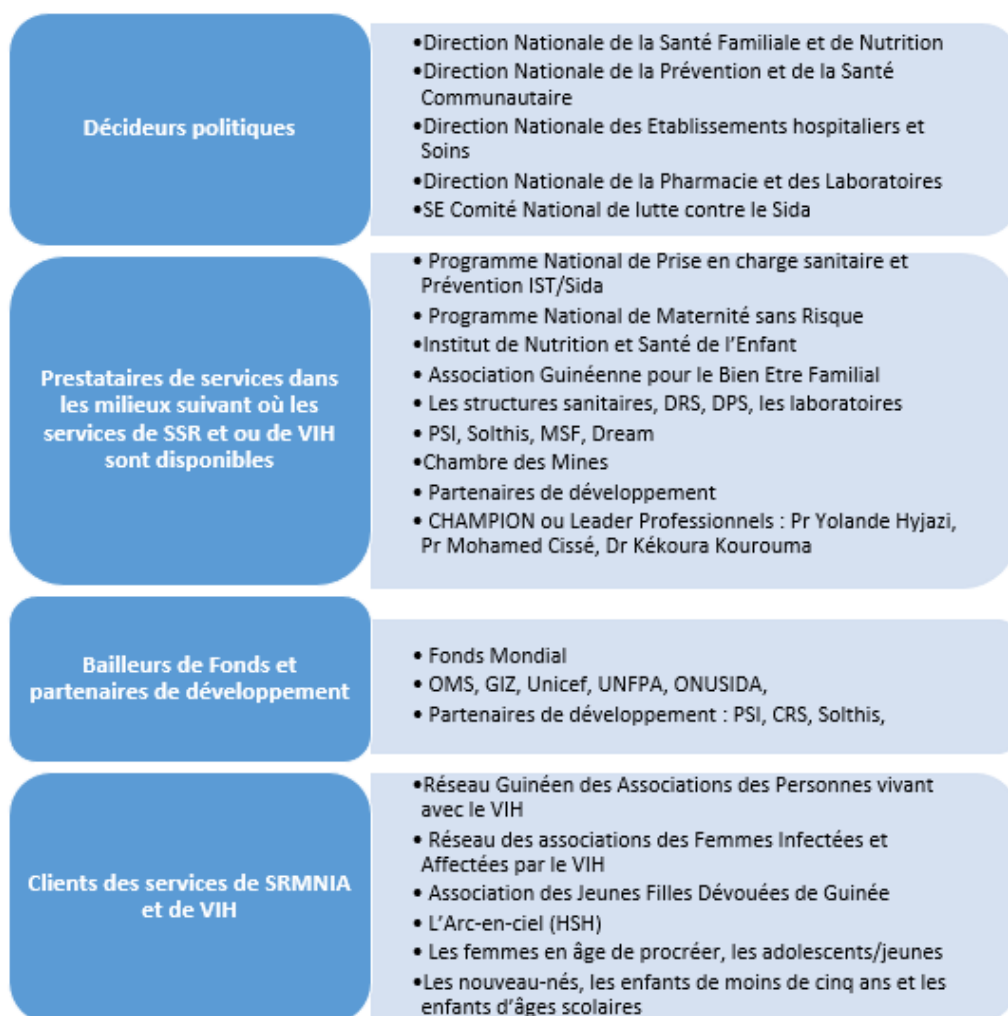 Décideurs politiques
•Direction Nationale de la Santé Familiale et de Nutrition
•Direction Nationale de la Prévention et de la Santé
Communautaire
•Direction Nationale des Etablissements hospitaliers et
Soins
•Direction Nationale de la Pharmacie et des Laboratoires
•SE Comité National de lutte contre le Sida
Prestataires de services dans
les milieux suivant où les
services de SSR et ou de VIH
sont disponibles
• Programme National de Prise en charge sanitaire et
Prévention IST/Sida
• Programme National de Maternité sans Risque
•Institut de Nutrition et Santé de l’Enfant
• Association Guinéenne pour le Bien Etre Familial
• Les structures sanitaires, DRS, DPS, les laboratoires
• PSI, Solthis, MSF, Dream
•Chambre des Mines
• Partenaires de développement
• CHAMPION ou Leader Professionnels : Pr Yolande Hyjazi,
Pr Mohamed Cissé, Dr Kékoura Kourouma
Bailleurs de Fonds et
partenaires de développement
• Fonds Mondial
• OMS, GIZ, Unicef, UNFPA, ONUSIDA,
• Partenaires de développement : PSI, CRS, Solthis,
Clients des services de SRMNIA
et de VIH
•Réseau Guinéen des Associations des Personnes vivant
avec le VIH
• Réseau des associations des Femmes Infectées et
Affectées par le VIH
• Association des Jeunes Filles Dévouées de Guinée
• L’Arc-en-ciel (HSH)
• Les femmes en âge de procréer, les adolescents/jeunes
•Les nouveau-nés, les enfants de moins de cinq ans et les
enfants d’âges scolaires